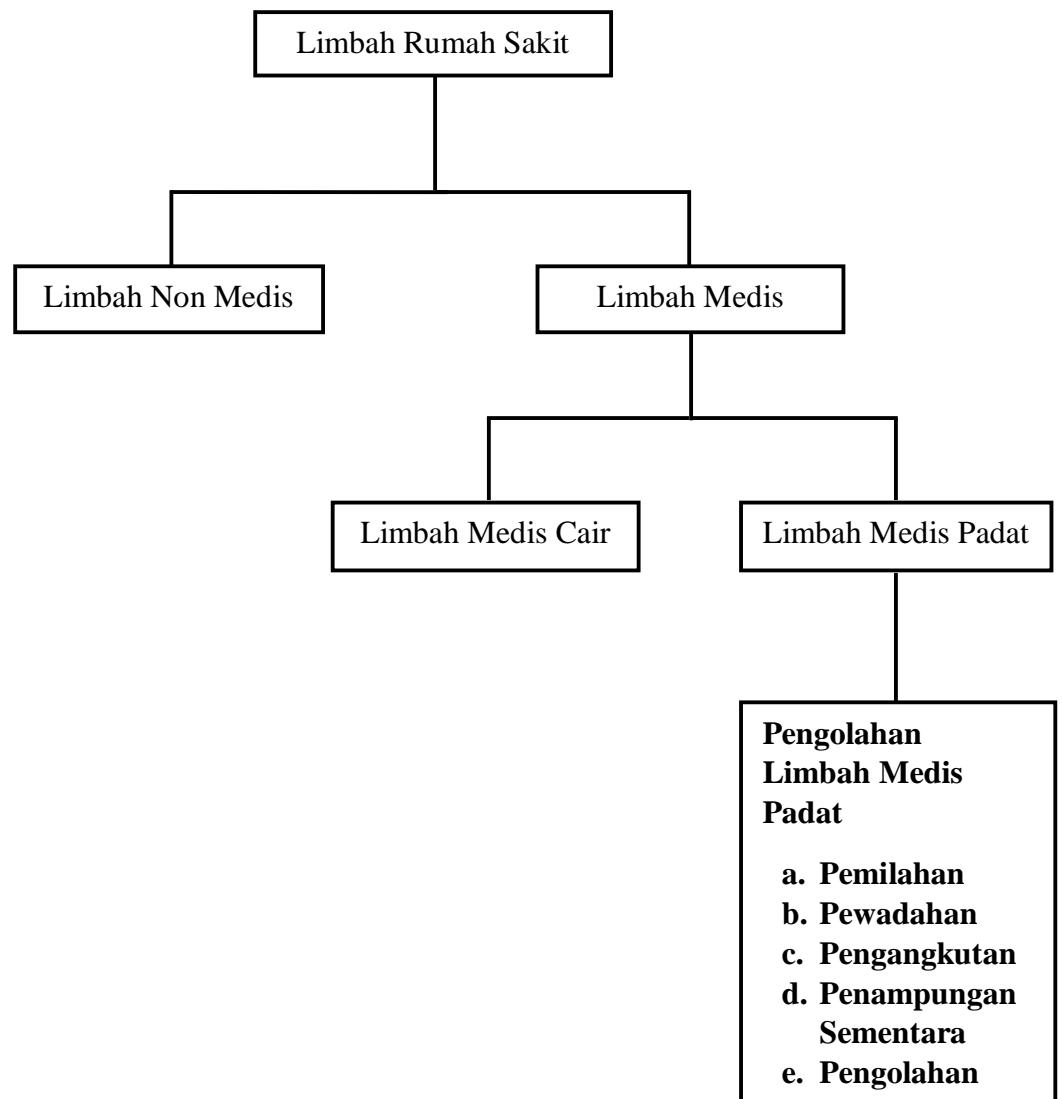 Limbah Rumah Sakit
Limbah Non Medis
Limbah Medis
Limbah Medis Cair
Limbah Medis Padat
Pengolahan
Limbah Medis
Padat
a. Pemilahan
b. Pewadahan
c. Pengangkutan
d. Penampungan
Sementara
e. Pengolahan